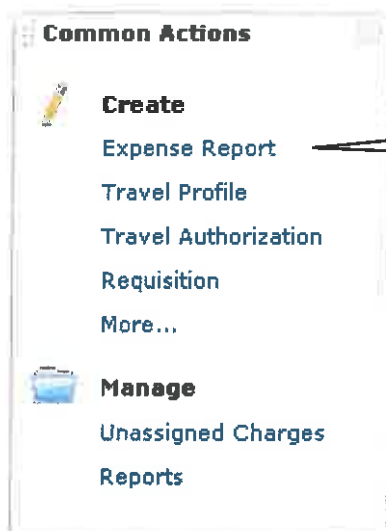 Common Actions
Create
Expense Report
Travel Profile
Travel Authorization
Requisition
More...
Manage
Unassigned Charges
Reports